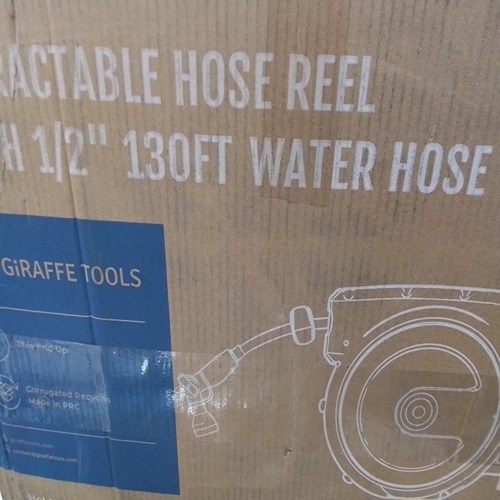 RACTABLE HOSE REEL
H 1/2" 130FT WATER HOSE
GiRAFFE TOOLS
This End Up
Corrugated Recycles
Made in PRC